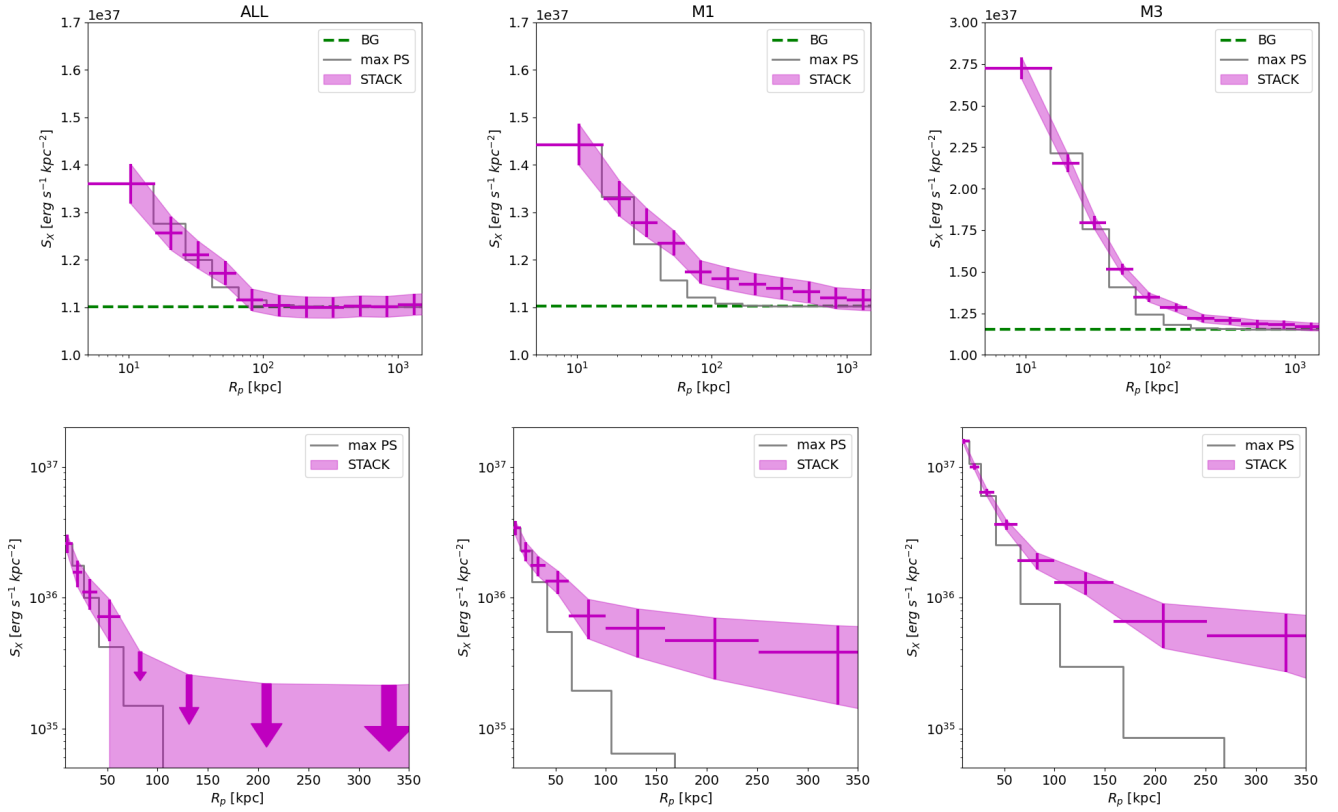 ALL
1e37
1.7
1.6
1.5
1.4
1.3
1.2
1.1
1.0
S_X [erg s⁻¹ kpc⁻²]
BG
max PS
STACK
10¹ 10² 10³
R_p [kpc]
M1
1e37
1.7
1.6
1.5
1.4
1.3
1.2
1.1
1.0
S_X [erg s⁻¹ kpc⁻²]
BG
max PS
STACK
10¹ 10² 10³
R_p [kpc]
M3
1e37
3.00
2.75
2.50
2.25
2.00
1.75
1.50
1.25
1.00
S_X [erg s⁻¹ kpc⁻²]
BG
max PS
STACK
10¹ 10² 10³
R_p [kpc]
10³⁷
10³⁶
10³⁵
S_X [erg s⁻¹ kpc⁻²]
max PS
STACK
50 100 150 200 250 300 350
R_p [kpc]
10³⁷
10³⁶
10³⁵
S_X [erg s⁻¹ kpc⁻²]
max PS
STACK
50 100 150 200 250 300 350
R_p [kpc]
10³⁷
10³⁶
10³⁵
S_X [erg s⁻¹ kpc⁻²]
max PS
STACK
50 100 150 200 250 300 350
R_p [kpc]